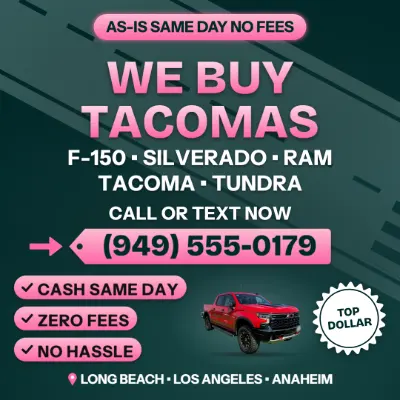 AS-IS SAME DAY NO FEES
WE BUY
TACOMAS
F-150 ▪ SILVERADO ▪ RAM
TACOMA ▪ TUNDRA
CALL OR TEXT NOW
(949) 555-0179
CASH SAME DAY
ZERO FEES
NO HASSLE
TOP
DOLLAR
LONG BEACH ▪ LOS ANGELES ▪ ANAHEIM